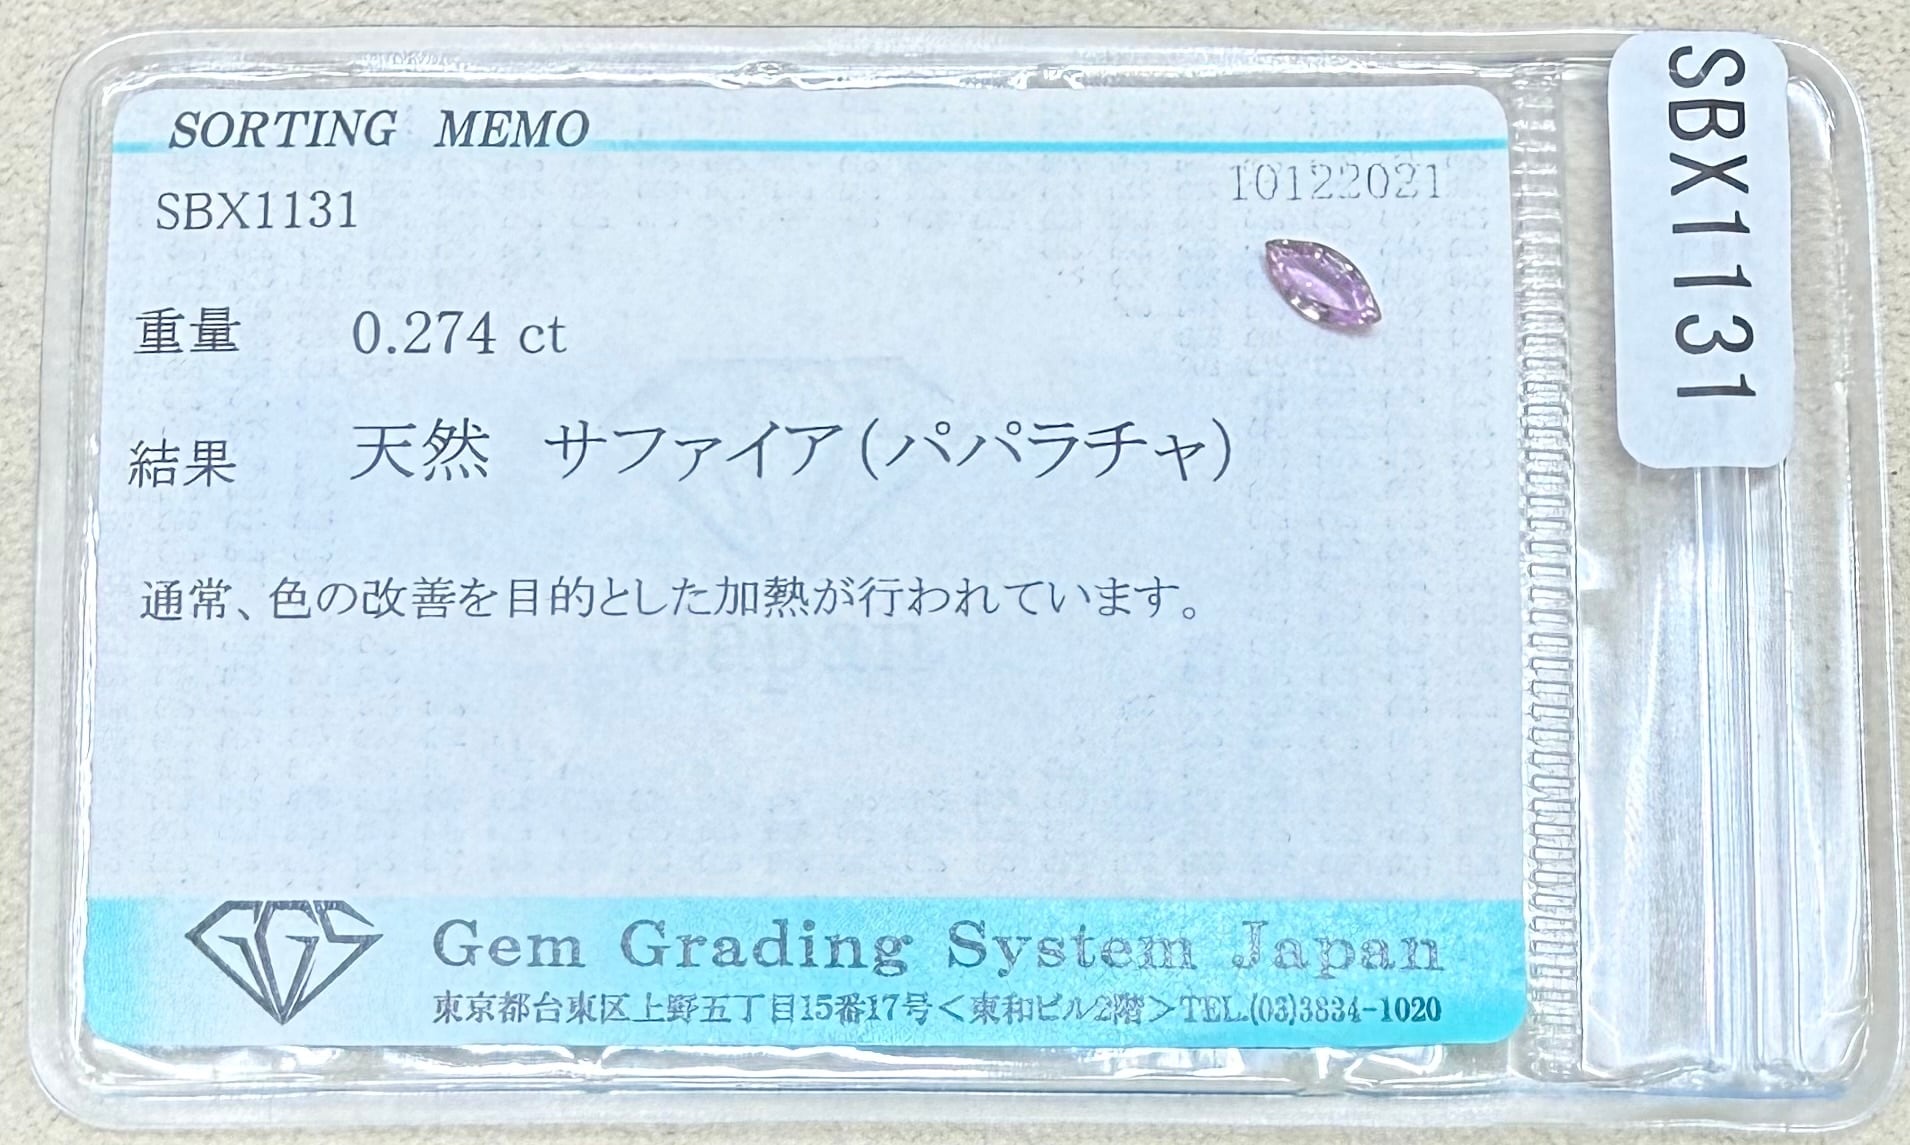 SORTING MEMO
SBX1131
10122021
重量 0.274 ct
結果 天然 サファイア(パパラチャ)
通常、色の改善を目的とした加熱が行われています。
Japan
GGS
Gem Grading System Japan
東京都台東区上野五丁目15番17号<東和ビル2階>TEL.(03)3834-1020
SBX1131